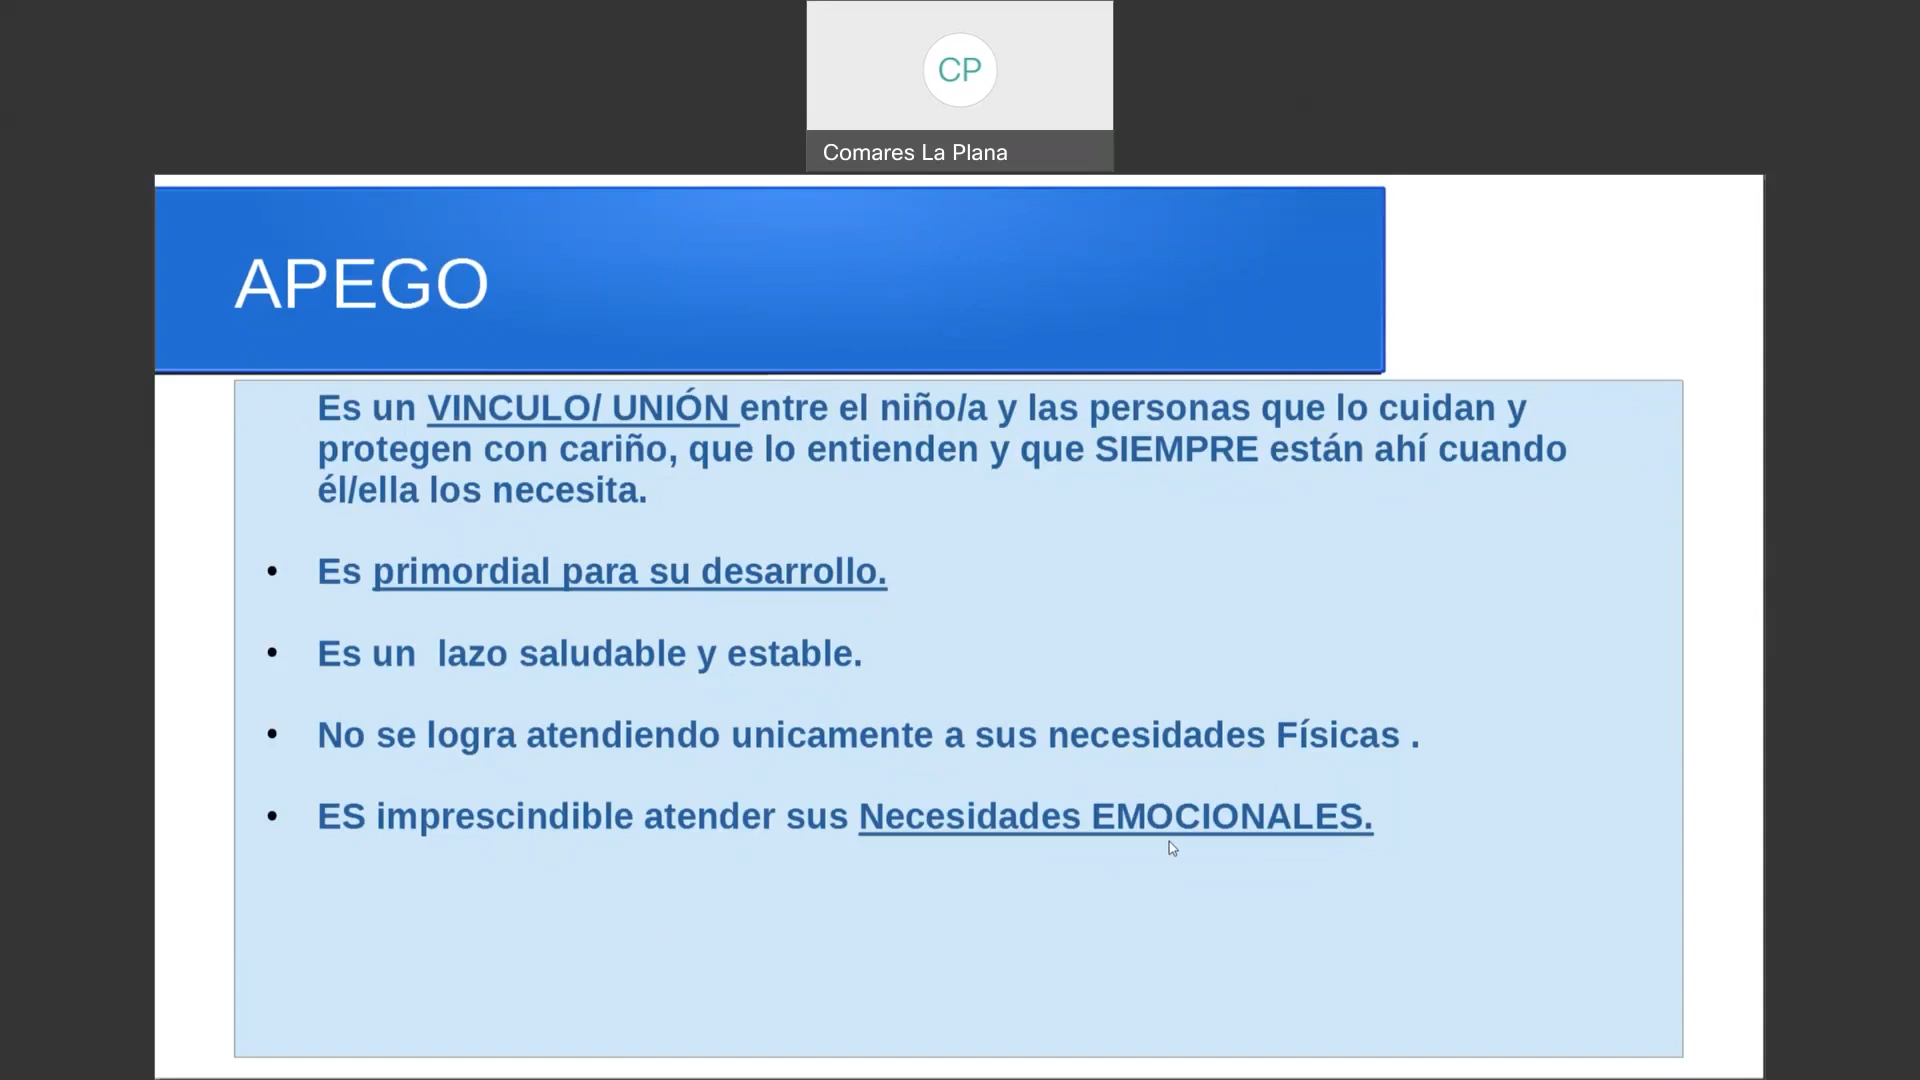 CP
Comares La Plana
APEGO
Es un VINCULO/ UNIÓN entre el niño/a y las personas que lo cuidan y
protegen con cariño, que lo entienden y que SIEMPRE están ahí cuando
él/ella los necesita.
• Es primordial para su desarrollo.
• Es un  lazo saludable y estable.
• No se logra atendiendo unicamente a sus necesidades Físicas .
• ES imprescindible atender sus Necesidades EMOCIONALES.